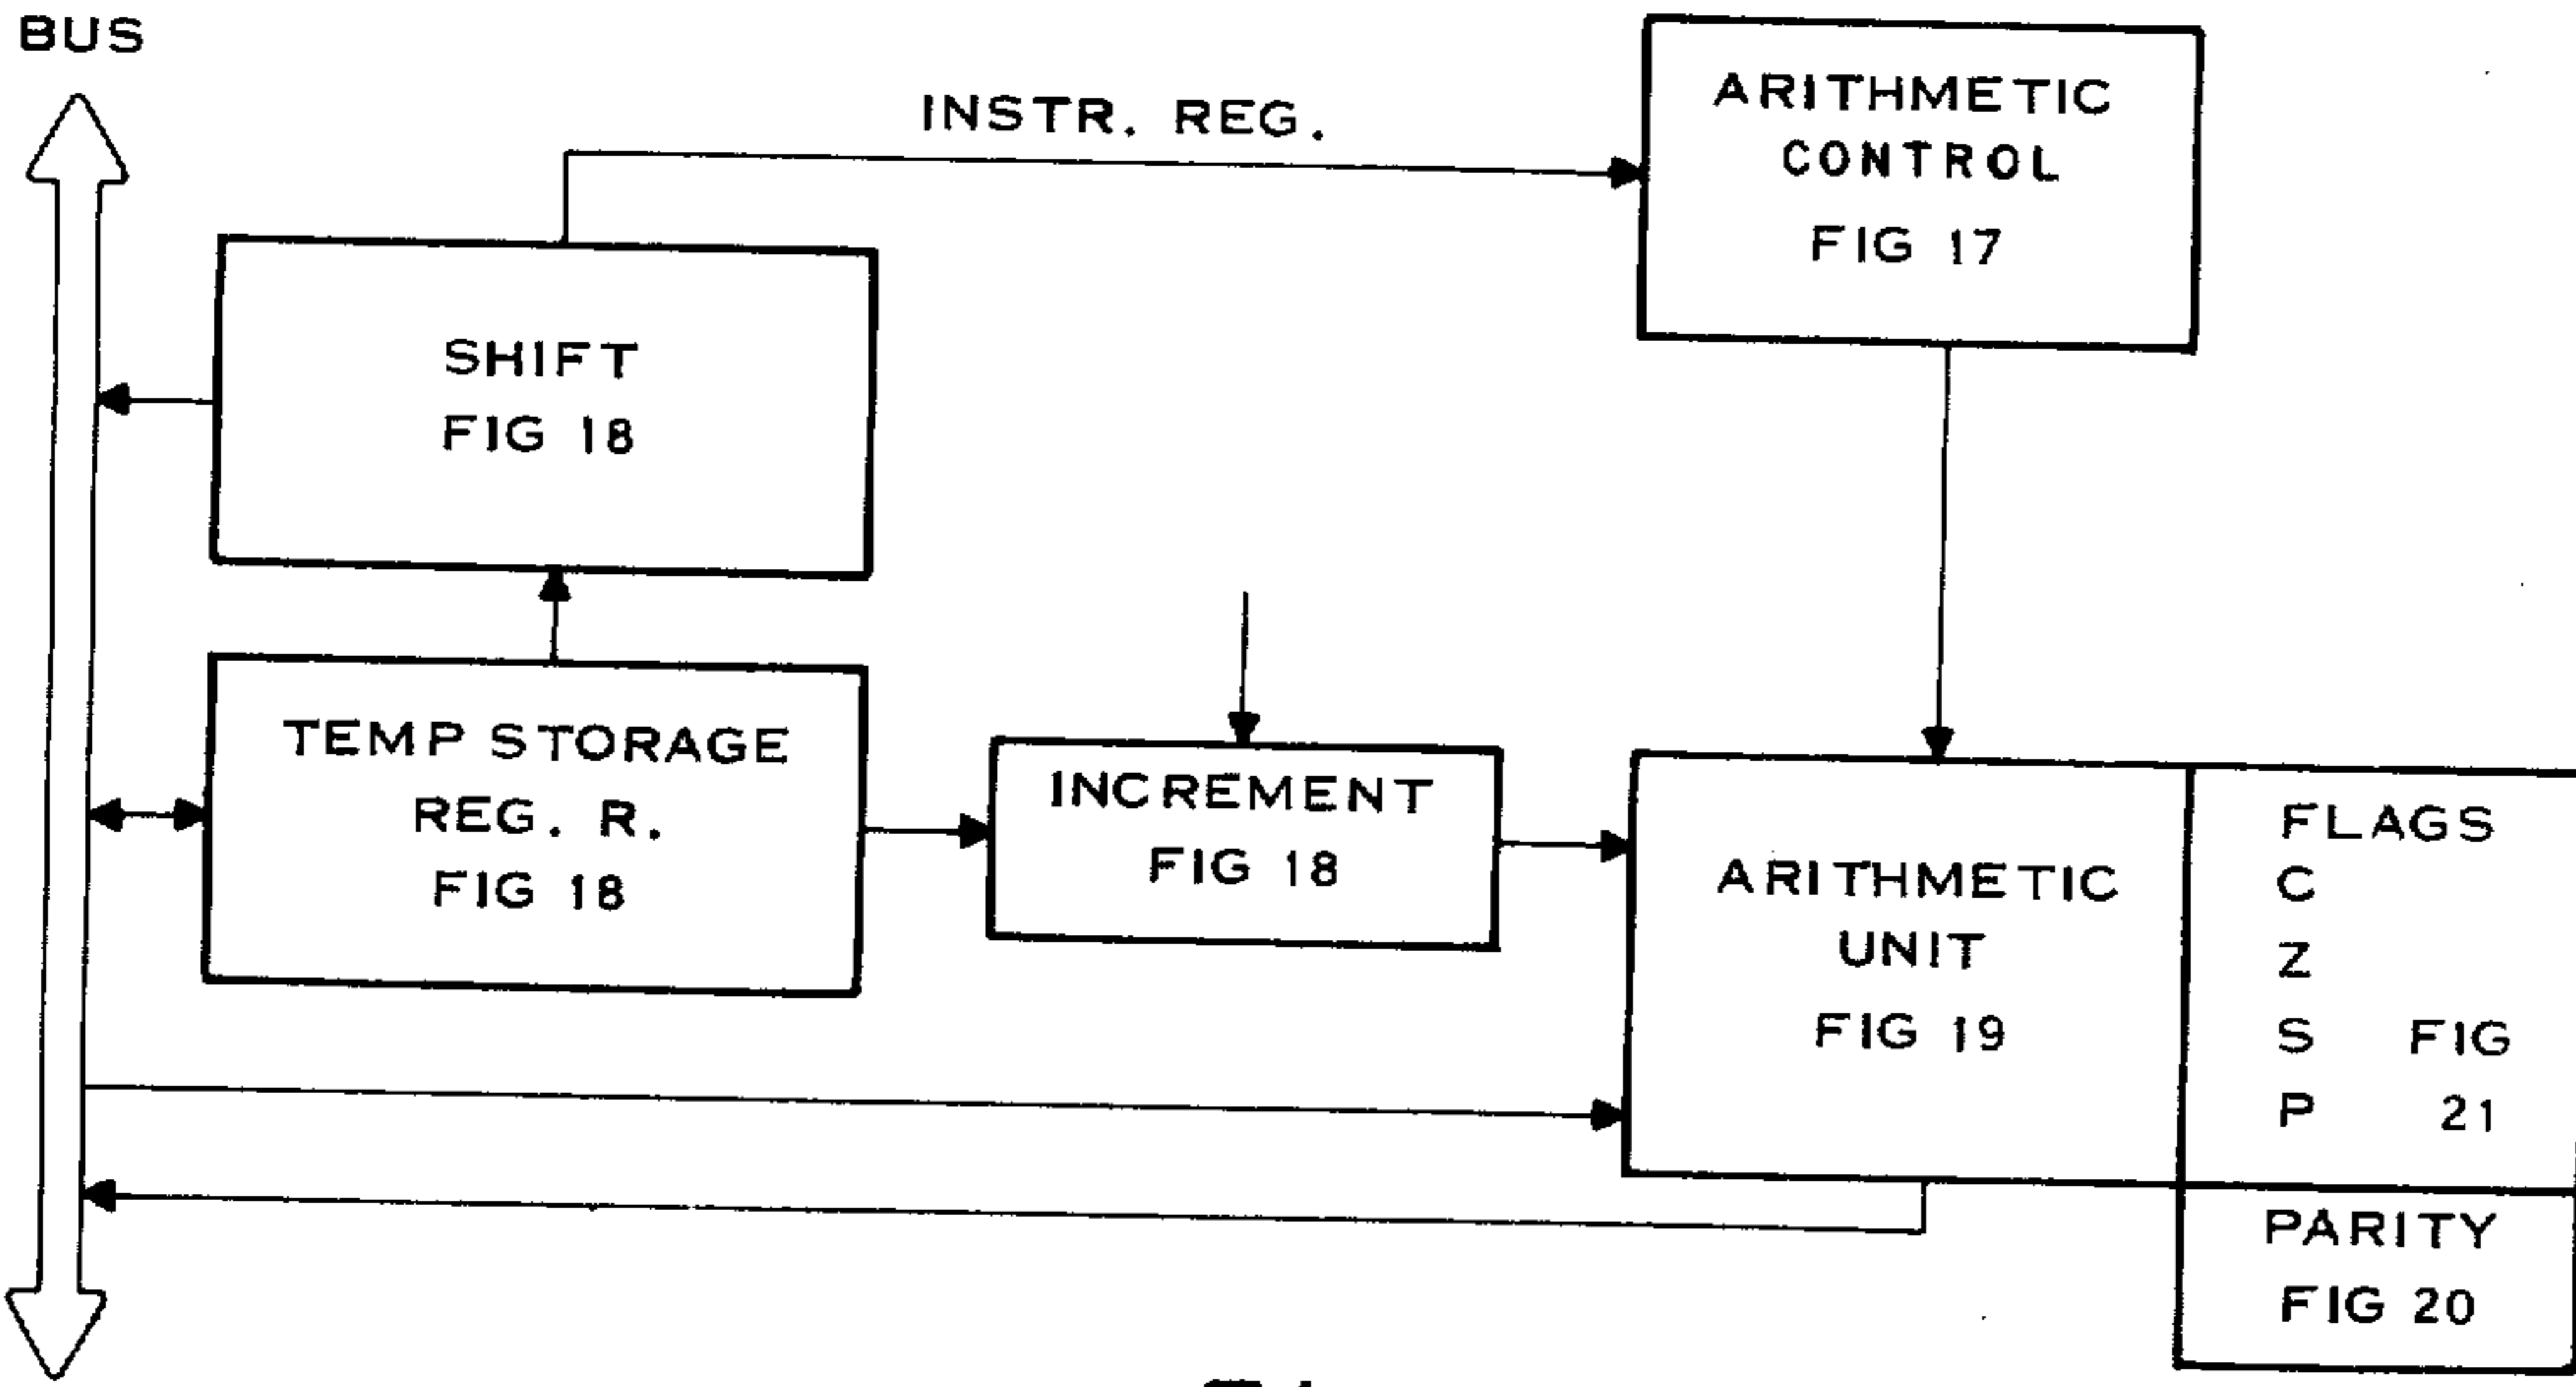 BUS
INSTR. REG.
ARITHMETIC
CONTROL
FIG 17
SHIFT
FIG 18
TEMP STORAGE
REG. R.
FIG 18
INCREMENT
FIG 18
ARITHMETIC
UNIT
FIG 19
FLAGS
C
Z
S FIG
P 21
PARITY
FIG 20